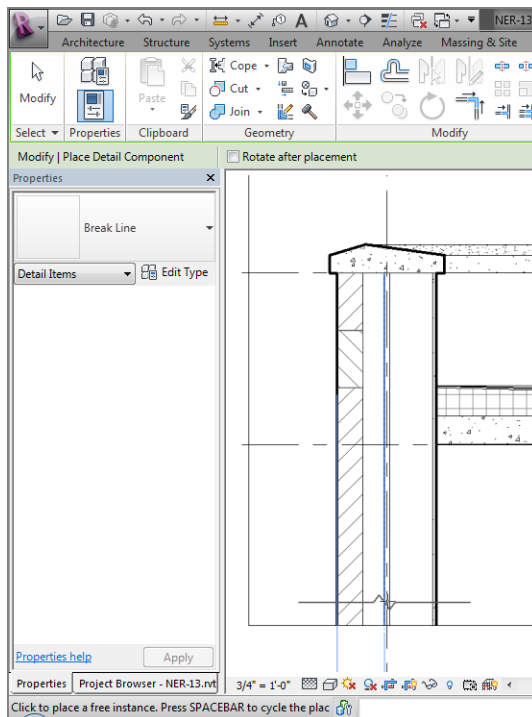 NER-13
Architecture Structure Systems Insert Annotate Analyze Massing & Site
Modify Paste Cope Cut Join
Select Properties Clipboard Geometry Modify
Modify | Place Detail Component Rotate after placement
Properties
Break Line
Detail Items Edit Type
Properties help Apply
Properties Project Browser - NER-13.rvt 3/4" = 1'-0"
Click to place a free instance. Press SPACEBAR to cycle the plac